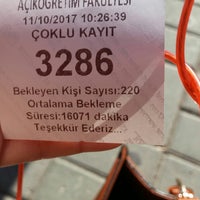 AÇIKÖĞRETİM FAKÜLTESİ
11/10/2017 10:26:39
ÇOKLU KAYIT
3286
Bekleyen Kişi Sayısı:220
Ortalama Bekleme
Süresi:16071 dakika
Teşekkür Ederiz...